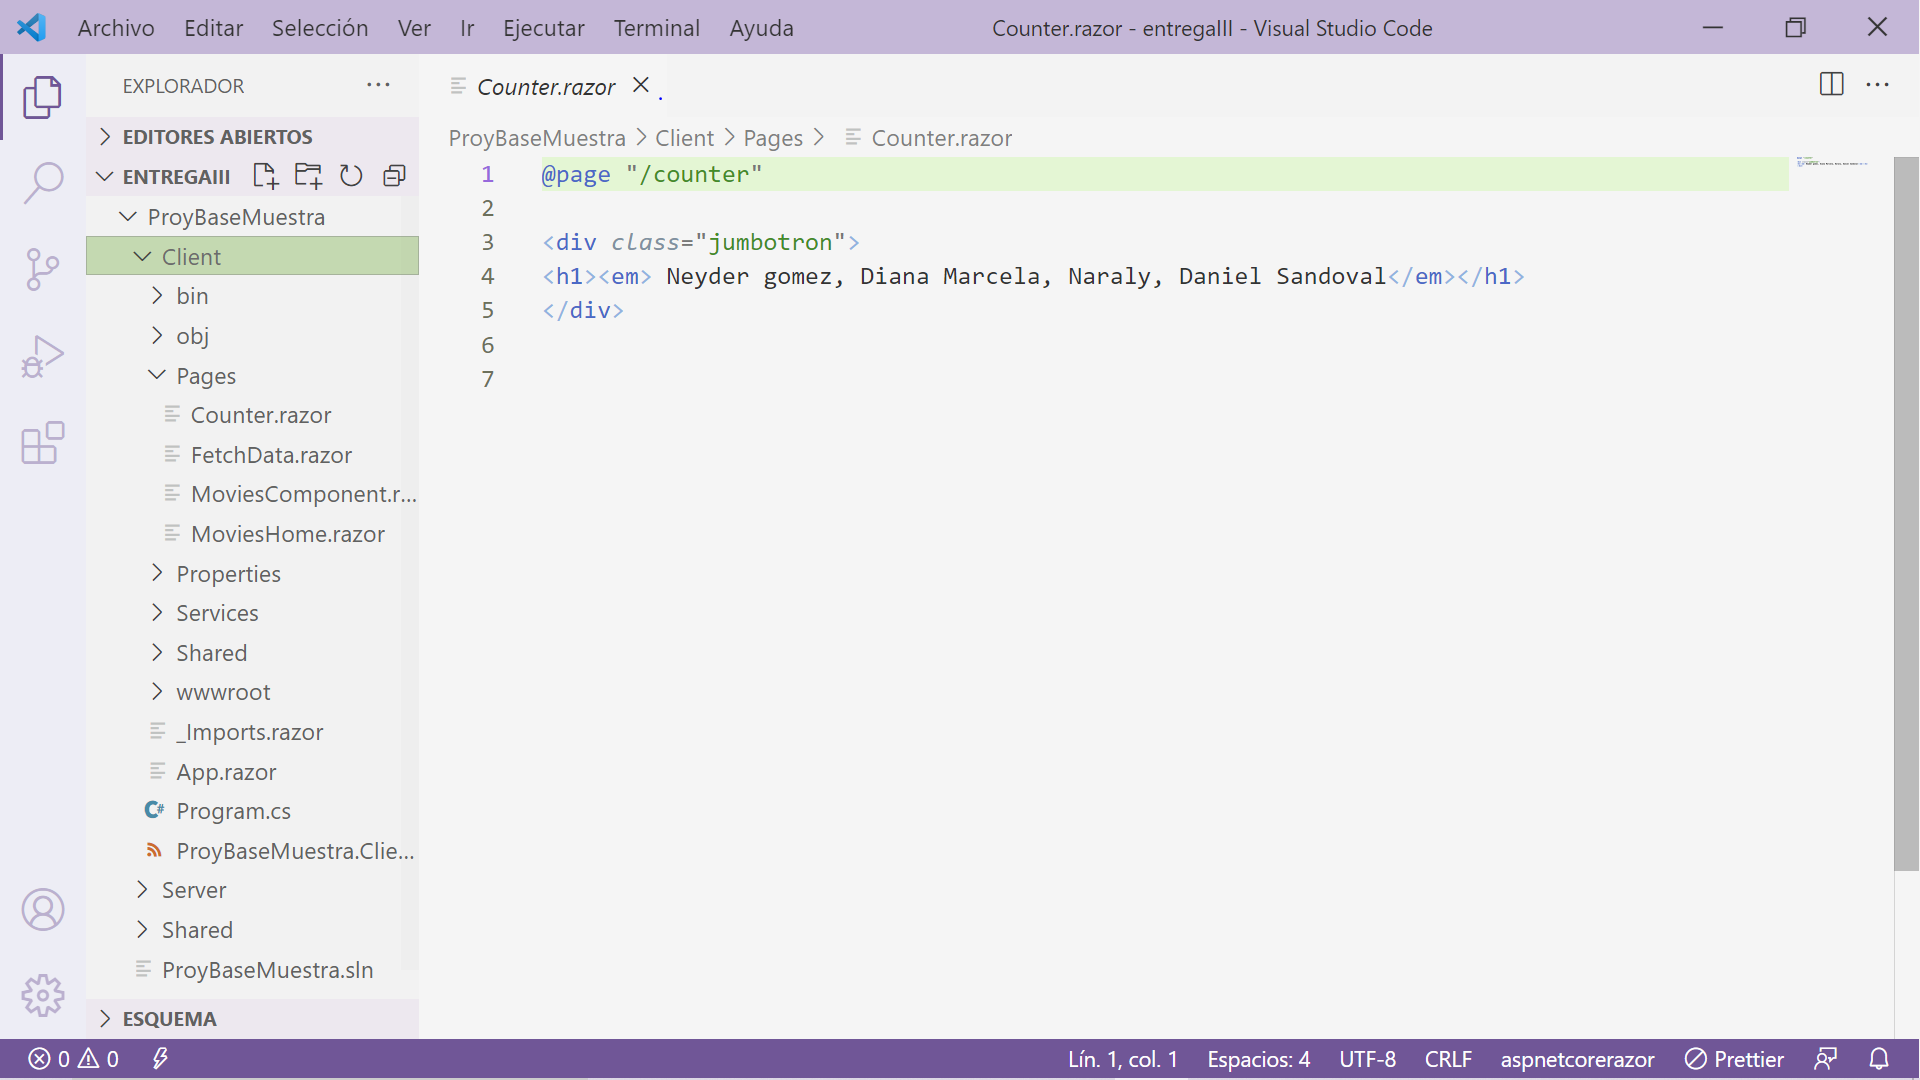 Archivo Editar Selección Ver Ir Ejecutar Terminal Ayuda Counter.razor - entregaIII - Visual Studio Code
EXPLORADOR
EDITORES ABIERTOS
ENTREGAIII
ProyBaseMuestra
Client
bin
obj
Pages
Counter.razor
FetchData.razor
MoviesComponent.r...
MoviesHome.razor
Properties
Services
Shared
wwwroot
_Imports.razor
App.razor
Program.cs
ProyBaseMuestra.Clie...
Server
Shared
ProyBaseMuestra.sln
ESQUEMA
Counter.razor
ProyBaseMuestra > Client > Pages > Counter.razor
1 @page "/counter"
2
3 <div class="jumbotron">
4 <h1><em> Neyder gomez, Diana Marcela, Naraly, Daniel Sandoval</em></h1>
5 </div>
6
7
0 0 Lín. 1, col. 1 Espacios: 4 UTF-8 CRLF aspnetcorerazor Prettier